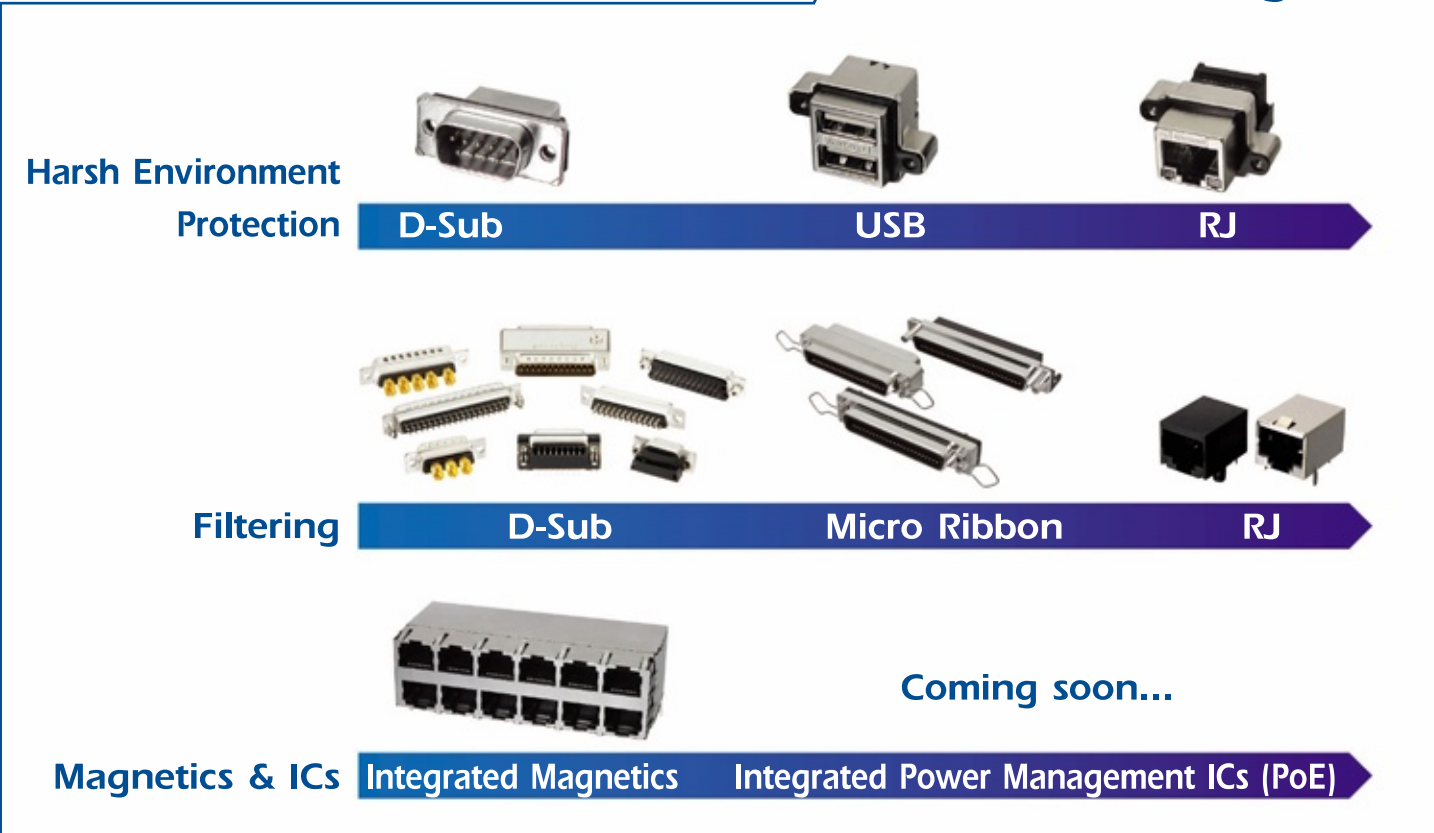 Harsh Environment
Protection
D-Sub USB RJ
Filtering
D-Sub Micro Ribbon RJ
Coming soon...
Magnetics & ICs
Integrated Magnetics Integrated Power Management ICs (PoE)